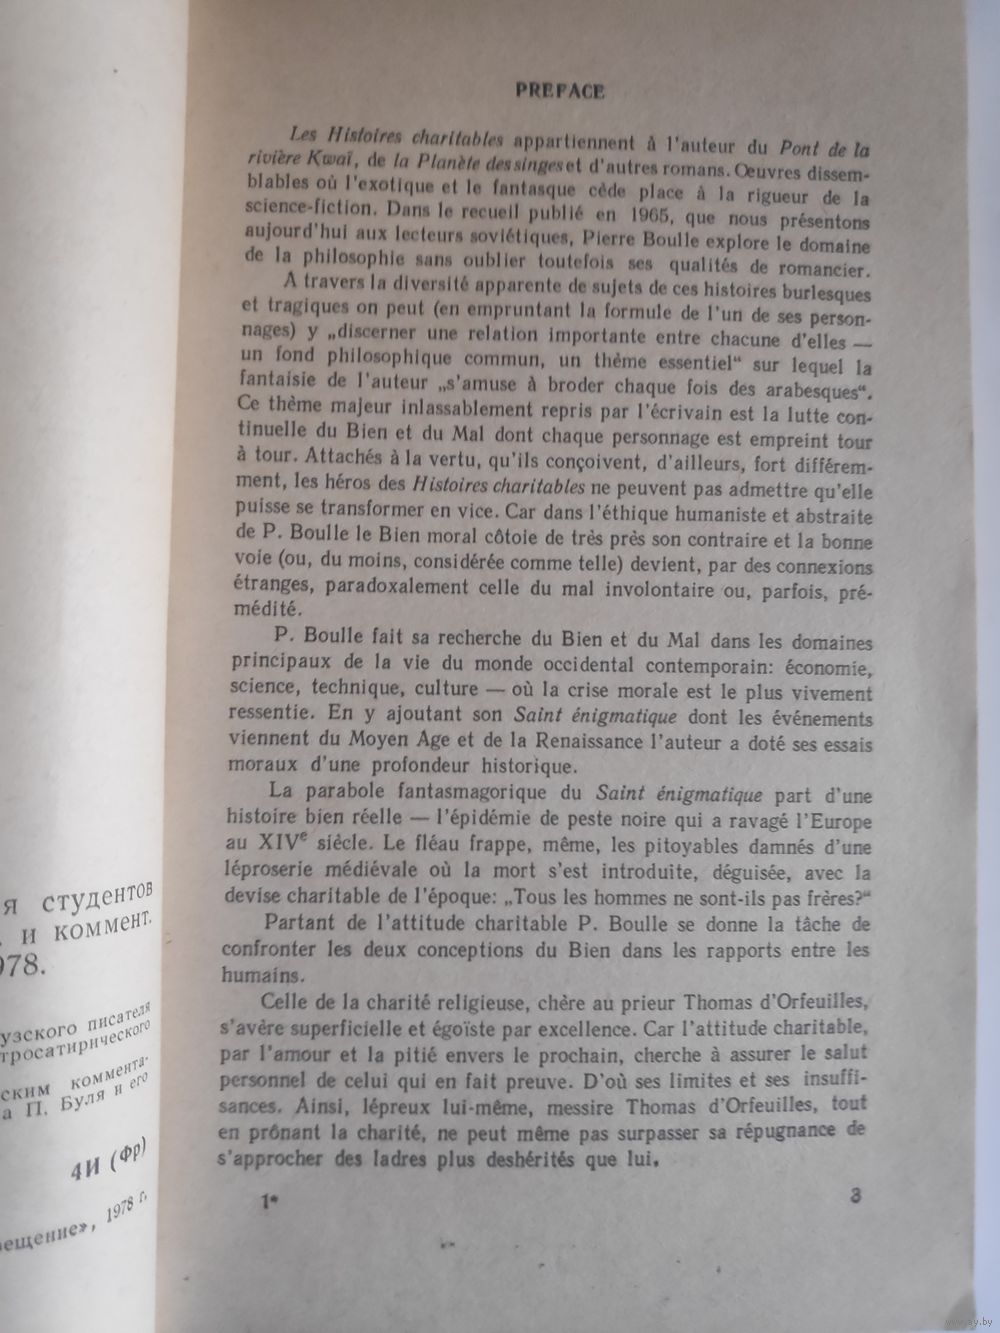 я студентов
. и коммент.
978.
узского писателя
тросатирического
ским коммента-
а П. Буля и его
4И (Фр)
ещение», 1978 г.
PREFACE
Les Histoires charitables appartiennent à l'auteur du Pont de la
rivière Kwaï, de la Planète des singes et d'autres romans. Œuvres dissem-
blables où l'exotique et le fantasque cède place à la rigueur de la
science-fiction. Dans le recueil publié en 1965, que nous présentons
aujourd'hui aux lecteurs soviétiques, Pierre Boulle explore le domaine
de la philosophie sans oublier toutefois ses qualités de romancier.
A travers la diversité apparente de sujets de ces histoires burlesques
et tragiques on peut (en empruntant la formule de l'un de ses person-
nages) y „discerner une relation importante entre chacune d'elles —
un fond philosophique commun, un thème essentiel“ sur lequel la
fantaisie de l'auteur „s'amuse à broder chaque fois des arabesques“.
Ce thème majeur inlassablement repris par l'écrivain est la lutte con-
tinuelle du Bien et du Mal dont chaque personnage est empreint tour
à tour. Attachés à la vertu, qu'ils conçoivent, d'ailleurs, fort différem-
ment, les héros des Histoires charitables ne peuvent pas admettre qu'elle
puisse se transformer en vice. Car dans l'éthique humaniste et abstraite
de P. Boulle le Bien moral côtoie de très près son contraire et la bonne
voie (ou, du moins, considérée comme telle) devient, par des connexions
étranges, paradoxalement celle du mal involontaire ou, parfois, pré-
médité.
P. Boulle fait sa recherche du Bien et du Mal dans les domaines
principaux de la vie du monde occidental contemporain: économie,
science, technique, culture — où la crise morale est le plus vivement
ressentie. En y ajoutant son Saint énigmatique dont les événements
viennent du Moyen Age et de la Renaissance l'auteur a doté ses essais
moraux d'une profondeur historique.
La parabole fantasmagorique du Saint énigmatique part d'une
histoire bien réelle — l'épidémie de peste noire qui a ravagé l'Europe
au XIVe siècle. Le fléau frappe, même, les pitoyables damnés d'une
léproserie médiévale où la mort s'est introduite, déguisée, avec la
devise charitable de l'époque: „Tous les hommes ne sont-ils pas frères?“
Partant de l'attitude charitable P. Boulle se donne la tâche de
confronter les deux conceptions du Bien dans les rapports entre les
humains.
Celle de la charité religieuse, chère au prieur Thomas d'Orfeuilles,
s'avère superficielle et égoïste par excellence. Car l'attitude charitable,
par l'amour et la pitié envers le prochain, cherche à assurer le salut
personnel de celui qui en fait preuve. D'où ses limites et ses insuffi-
sances. Ainsi, lépreux lui-même, messire Thomas d'Orfeuilles, tout
en prônant la charité, ne peut même pas surpasser sa répugnance de
s'approcher des ladres plus deshérités que lui.
1*
3
www.ay.by